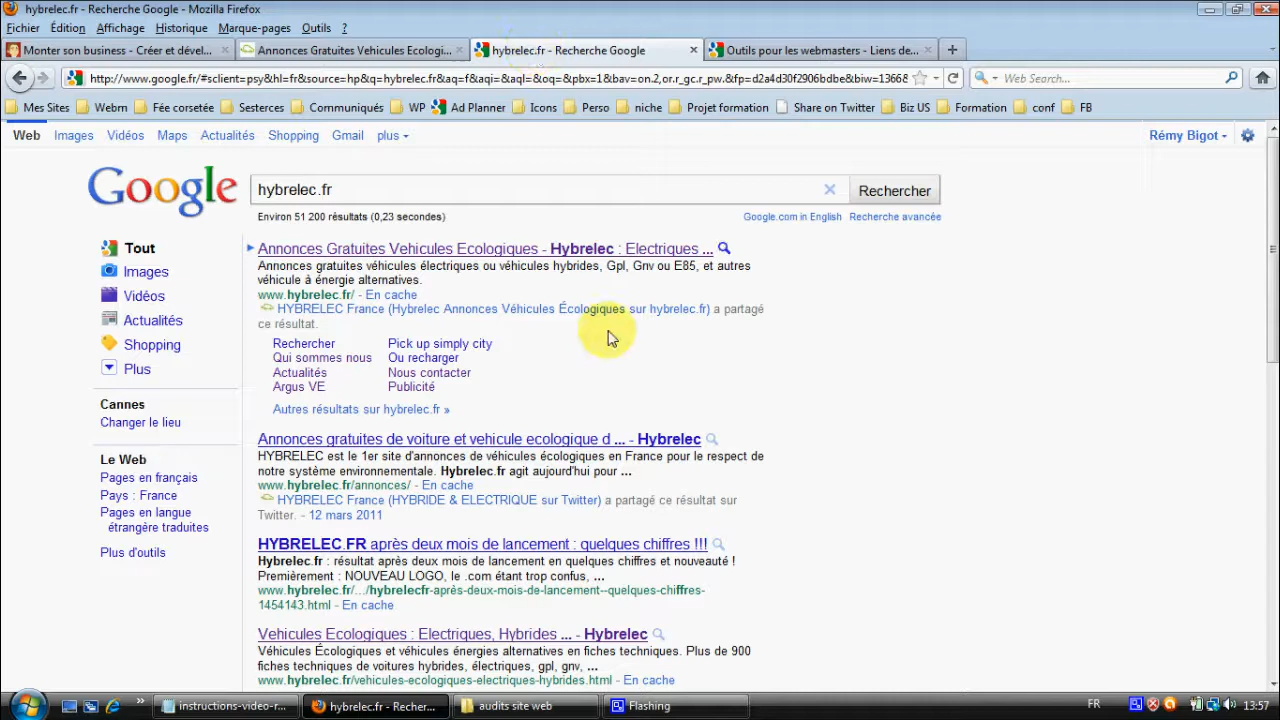 hybrelec.fr - Recherche Google - Mozilla Firefox
Fichier Édition Affichage Historique Marque-pages Outils ?
Monter son business - Créer et dével... Annonces Gratuites Vehicules Ecologi... hybrelec.fr - Recherche Google Outils pour les webmasters - Liens de...
http://www.google.fr/#sclient=psy&hl=fr&source=hp&q=hybrelec.fr&aq=f&aqi=&aql=&oq=&pbx=1&bav=on.2,or.r_gc.r_pw.&fp=d2a4d30f2906bdbe&biw=1366& Web Search
Mes Sites Webm Fée corsetée Sesterces Communiqués WP Ad Planner Icons Perso niche Projet formation Share on Twitter Biz US Formation conf FB
Web Images Vidéos Maps Actualités Shopping Gmail plus Rémy Bigot
Google hybrelec.fr Rechercher
Environ 51 200 résultats (0,23 secondes) Google.com in English Recherche avancée
Tout
Images
Vidéos
Actualités
Shopping
Plus
Cannes
Changer le lieu
Le Web
Pages en français
Pays : France
Pages en langue
étrangère traduites
Plus d'outils
Annonces Gratuites Vehicules Ecologiques - Hybrelec : Electriques ...
Annonces gratuites véhicules électriques ou véhicules hybrides, Gpl, Gnv ou E85, et autres
véhicule à énergie alternatives.
www.hybrelec.fr/ - En cache
HYBRELEC France (Hybrelec Annonces Véhicules Écologiques sur hybrelec.fr) a partagé
ce résultat.
Rechercher Pick up simply city
Qui sommes nous Ou recharger
Actualités Nous contacter
Argus VE Publicité
Autres résultats sur hybrelec.fr »
Annonces gratuites de voiture et vehicule ecologique d ... - Hybrelec
HYBRELEC est le 1er site d'annonces de véhicules écologiques en France pour le respect de
notre système environnementale. Hybrelec.fr agit aujourd'hui pour ...
www.hybrelec.fr/annonces/ - En cache
HYBRELEC France (HYBRIDE & ELECTRIQUE sur Twitter) a partagé ce résultat sur
Twitter. - 12 mars 2011
HYBRELEC.FR après deux mois de lancement : quelques chiffres !!!
Hybrelec.fr : résultat après deux mois de lancement en quelques chiffres et nouveauté !
Premièrement : NOUVEAU LOGO, le .com étant trop confus, ...
www.hybrelec.fr/.../hybrelecfr-après-deux-mois-de-lancement--quelques-chiffres-
1454143.html - En cache
Vehicules Ecologiques : Electriques, Hybrides ... - Hybrelec
Véhicules Écologiques et véhicules énergies alternatives en fiches techniques. Plus de 900
fiches techniques de voitures hybrides, électriques, gpl, gnv, ...
www.hybrelec.fr/vehicules-ecologiques-electriques-hybrides.html - En cache
instructions-video-r... hybrelec.fr - Recher... audits site web Flashing FR 13:57